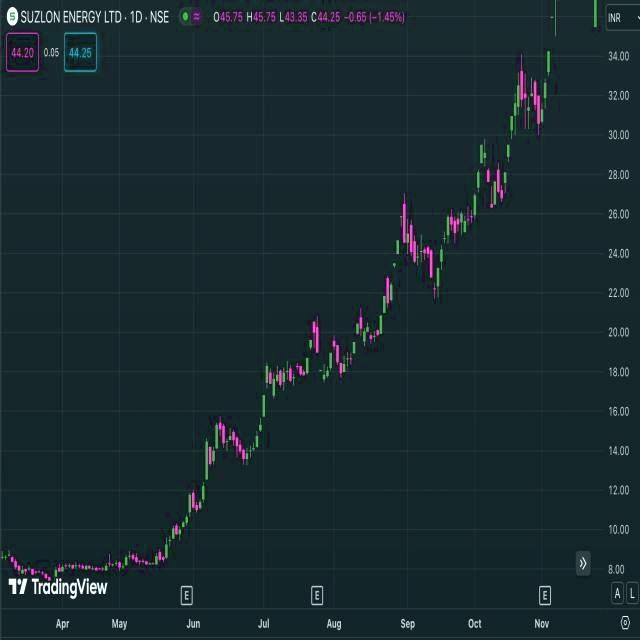 SUZLON ENERGY LTD · 1D · NSE O45.75 H45.75 L43.35 C44.25 −0.65 (−1.45%) INR
44.20 0.05 44.25
34.00
32.00
30.00
28.00
26.00
24.00
22.00
20.00
18.00
16.00
14.00
12.00
10.00
8.00
TradingView
E E E A L
Apr May Jun Jul Aug Sep Oct Nov